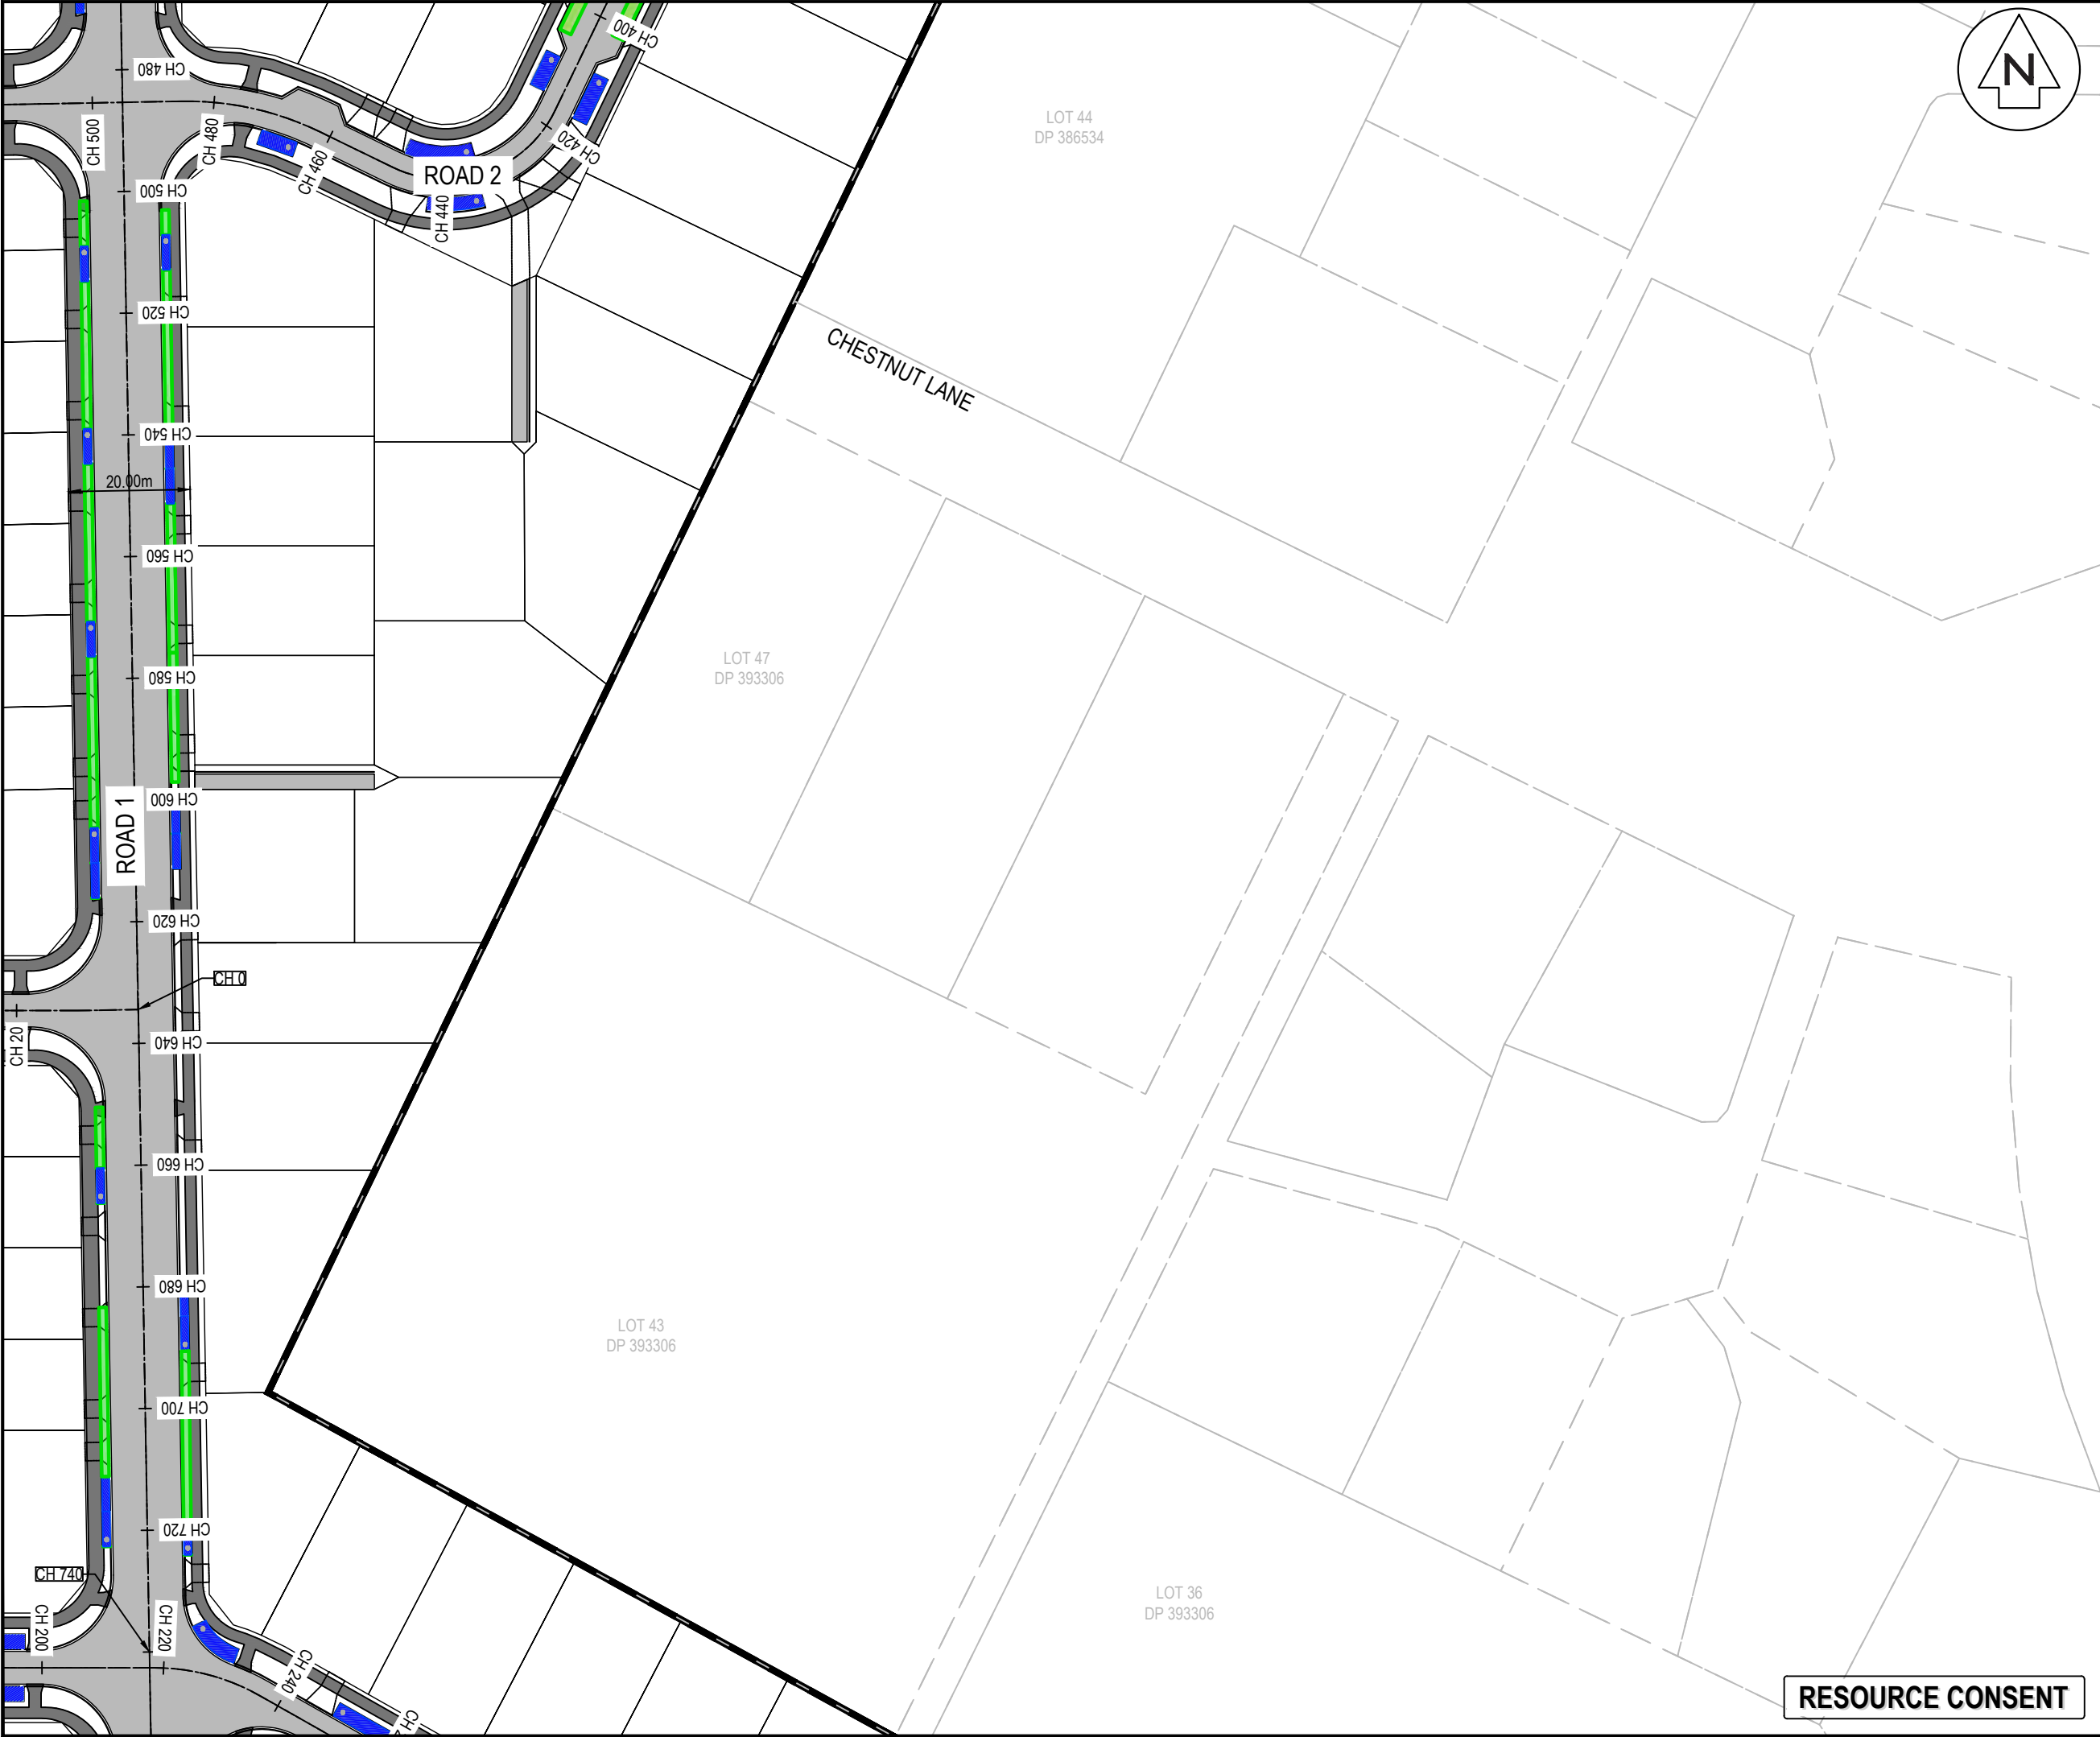 CH 400
N
CH 480
LOT 44
DP 386534
CH 500
CH 480
CH 420
CH 460
ROAD 2
CH 500
CH 440
CH 520
CHESTNUT LANE
CH 540
20.00m
CH 560
LOT 47
DP 393306
CH 580
CH 600
ROAD 1
CH 620
CH 0
CH 20
CH 640
CH 660
CH 680
LOT 43
DP 393306
CH 700
CH 720
CH 740
LOT 36
DP 393306
CH 200
CH 220
CH 240
RESOURCE CONSENT